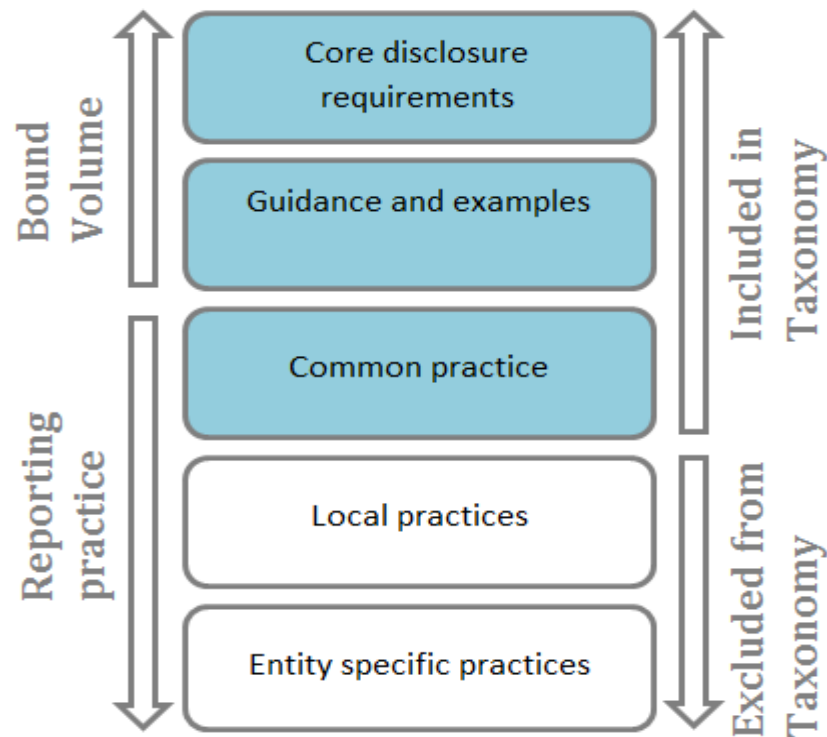 Core disclosure
requirements
Guidance and examples
Common practice
Local practices
Entity specific practices
Bound
Volume
Reporting
practice
Included in
Taxonomy
Excluded from
Taxonomy